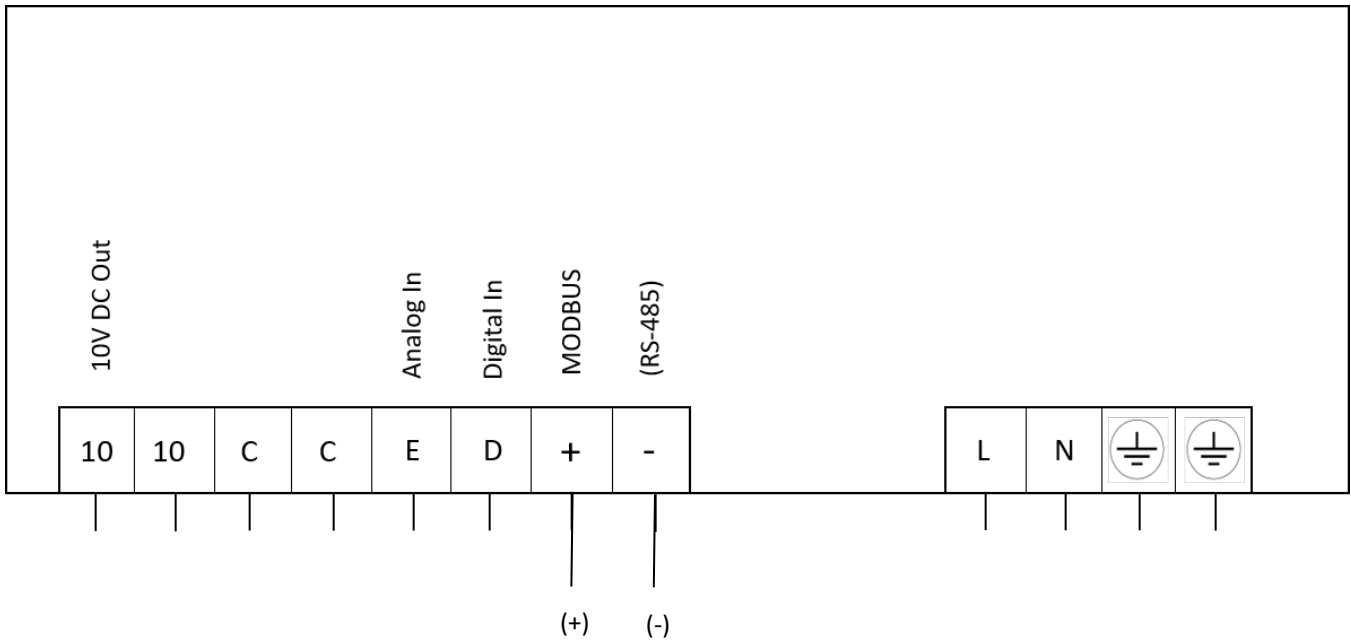 10V DC Out
Analog In
Digital In
MODBUS
(RS-485)
10 10 C C E D + -
L N
(+) (-)